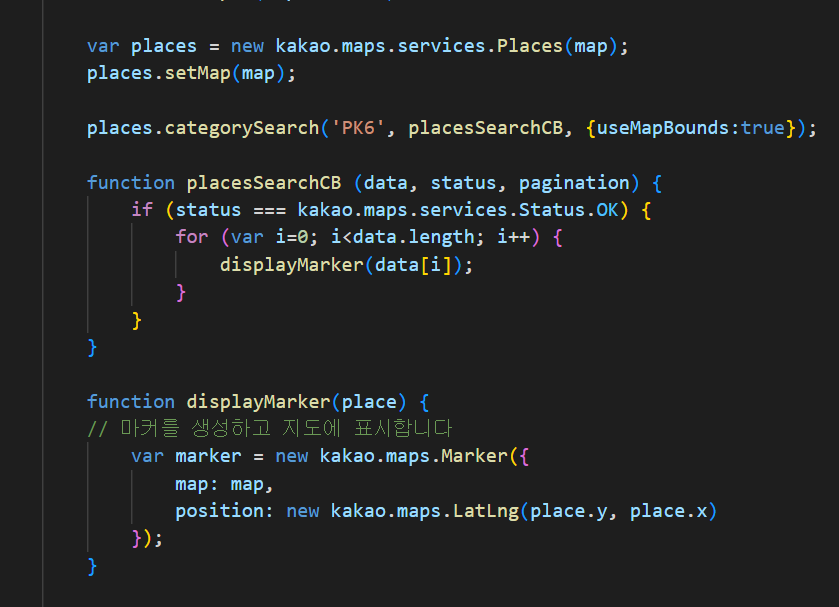 var places = new kakao.maps.services.Places(map);
places.setMap(map);
places.categorySearch('PK6', placesSearchCB, {useMapBounds:true});
function placesSearchCB (data, status, pagination) {
if (status === kakao.maps.services.Status.OK) {
for (var i=0; i<data.length; i++) {
displayMarker(data[i]);
}
}
}
function displayMarker(place) {
// 마커를 생성하고 지도에 표시합니다
var marker = new kakao.maps.Marker({
map: map,
position: new kakao.maps.LatLng(place.y, place.x)
});
}